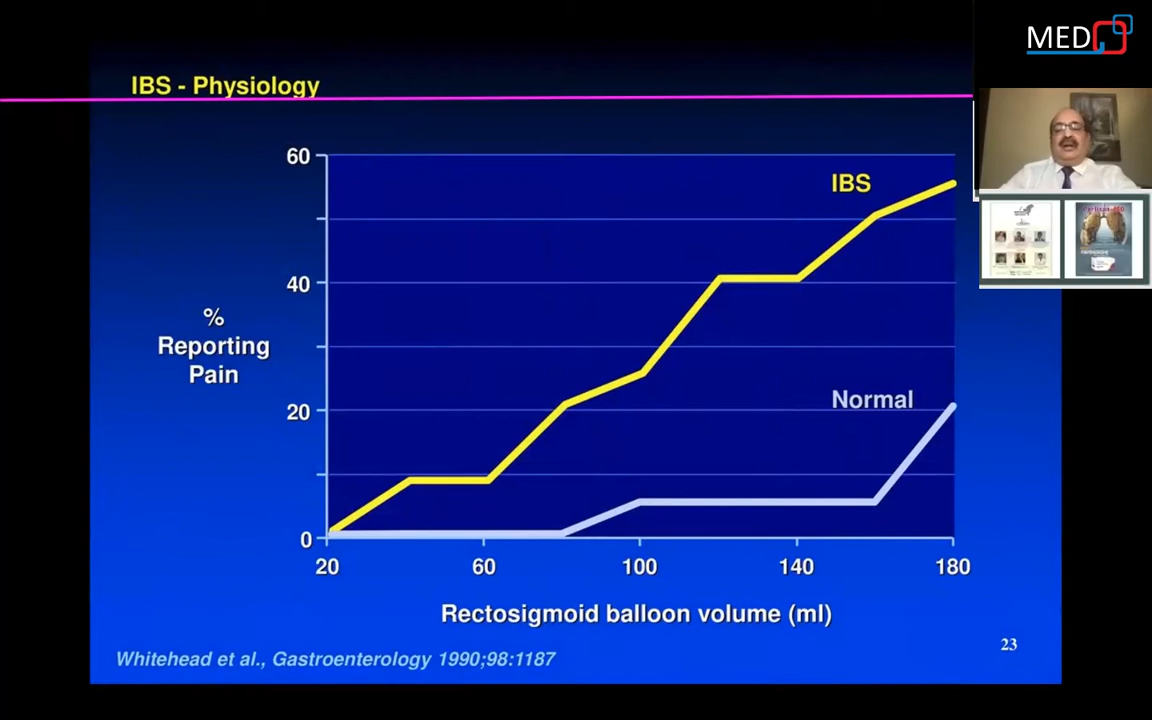 MED
IBS - Physiology
60
IBS
40
%
Reporting
Pain
Normal
20
0
20 60 100 140 180
Rectosigmoid balloon volume (ml)
23
Whitehead et al., Gastroenterology 1990;98:1187